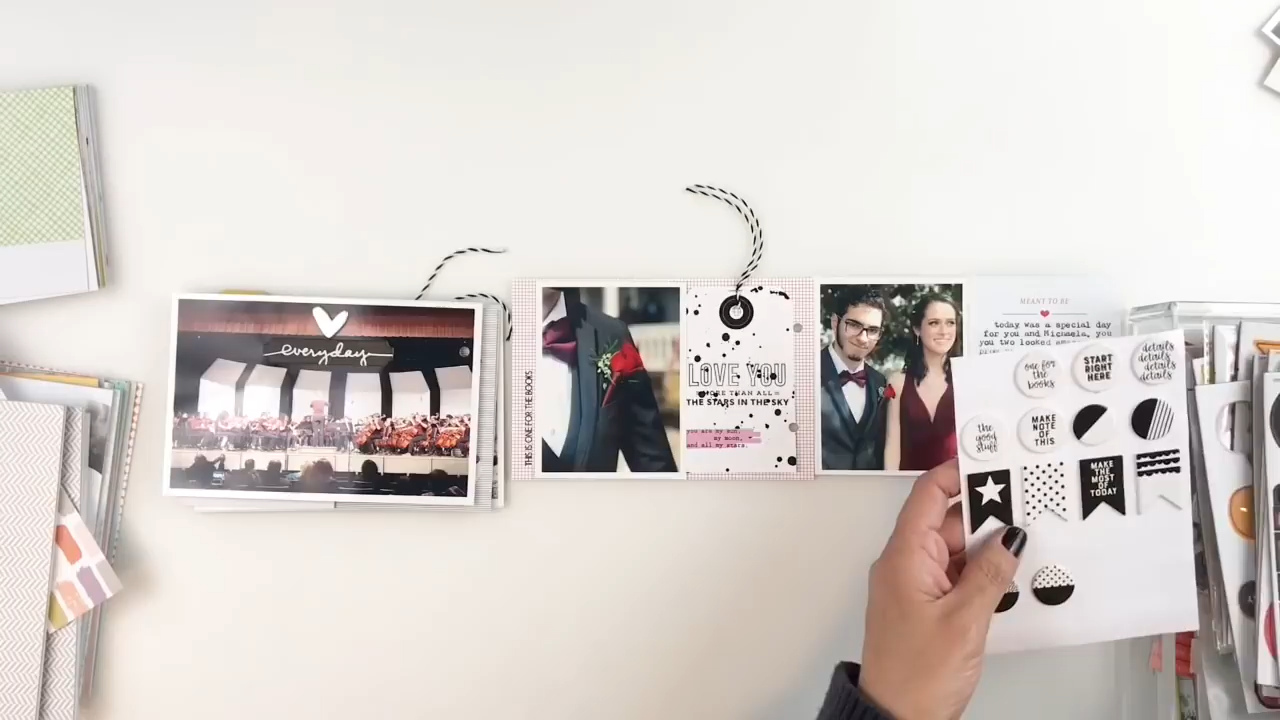 everyday
THIS IS ONE FOR THE BOOKS
LOVE YOU
MORE THAN ALL
THE STARS IN THE SKY
you are my sun,
my moon,
and all my stars.
MEANT TO BE
today was a special day
for you and Michaela, you
you two looked
one for
the
books
START
RIGHT
HERE
details
details
details
the
good
stuff
MAKE
NOTE
OF
THIS
MAKE
THE
MOST
OF
TODAY